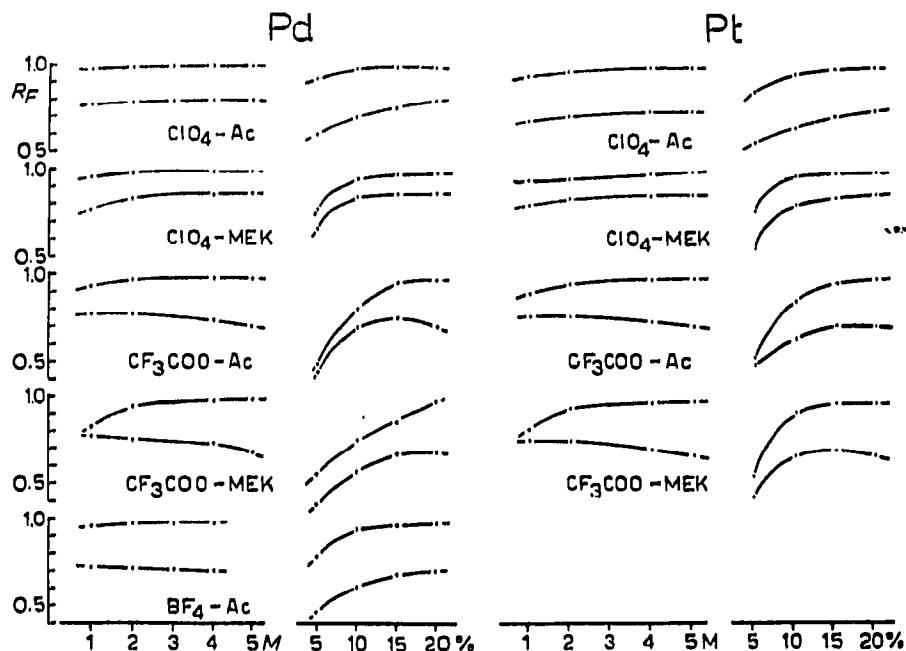 Pd Pt
1.0
RF
0.5
ClO4-Ac ClO4-Ac
1.0
0.5
ClO4-MEK ClO4-MEK
1.0
0.5
CF3COO-Ac CF3COO-Ac
1.0
0.5
CF3COO-MEK CF3COO-MEK
1.0
0.5
BF4-Ac
1 2 3 4 5M 5 10 15 20% 1 2 3 4 5M 5 10 15 20%